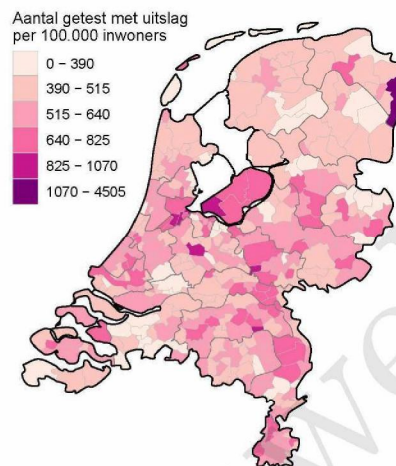 Aantal getest met uitslag
per 100.000 inwoners
0 – 390
390 – 515
515 – 640
640 – 825
825 – 1070
1070 – 4505
we